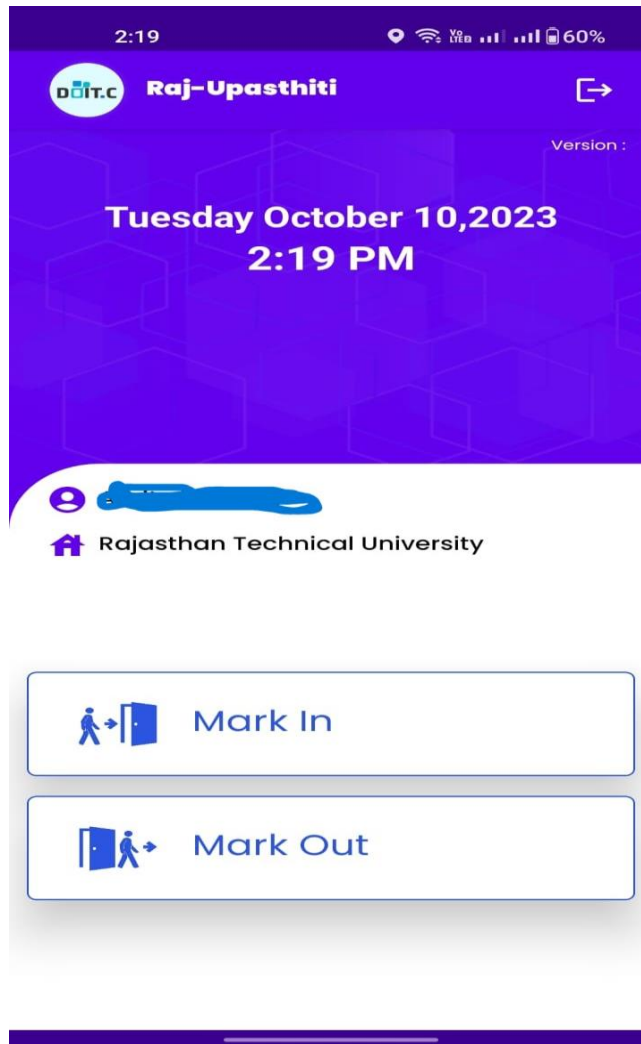 2:19 60%
DOIT.C Raj-Upasthiti
Version :
Tuesday October 10,2023
2:19 PM
Rajasthan Technical University
Mark In
Mark Out